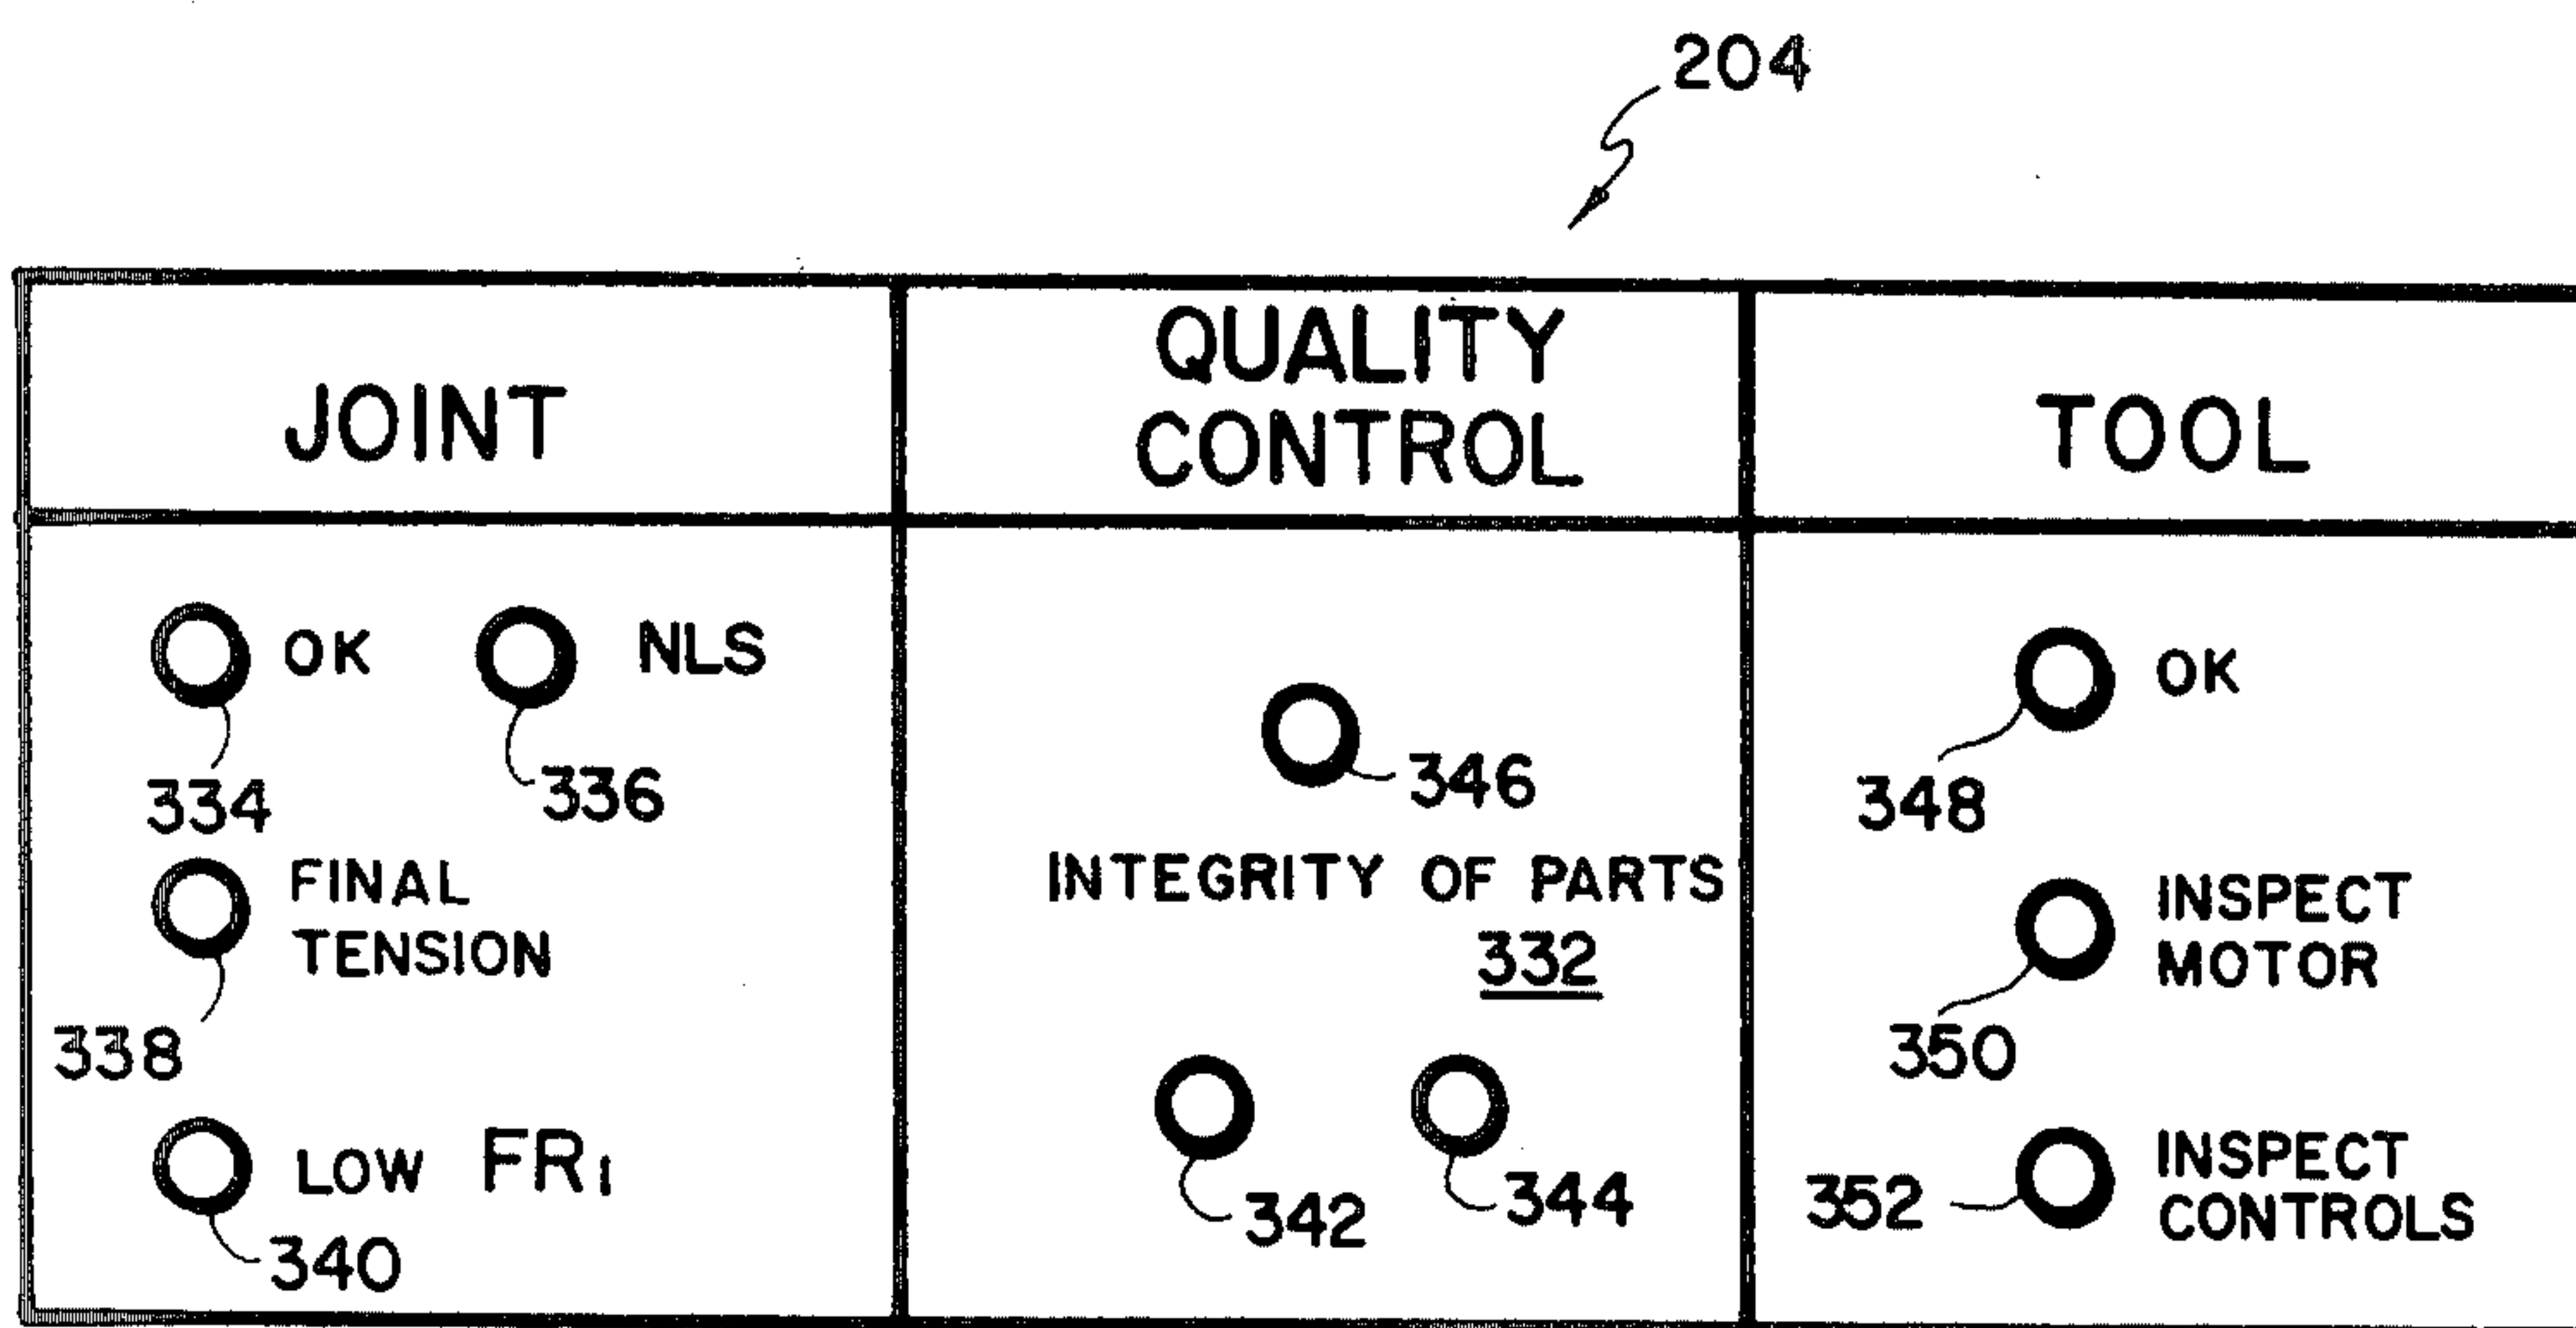 204
JOINT
QUALITY
CONTROL
TOOL
OK
NLS
334
336
FINAL
TENSION
338
LOW FR₁
340
346
INTEGRITY OF PARTS
332
342
344
OK
348
INSPECT
MOTOR
350
INSPECT
CONTROLS
352